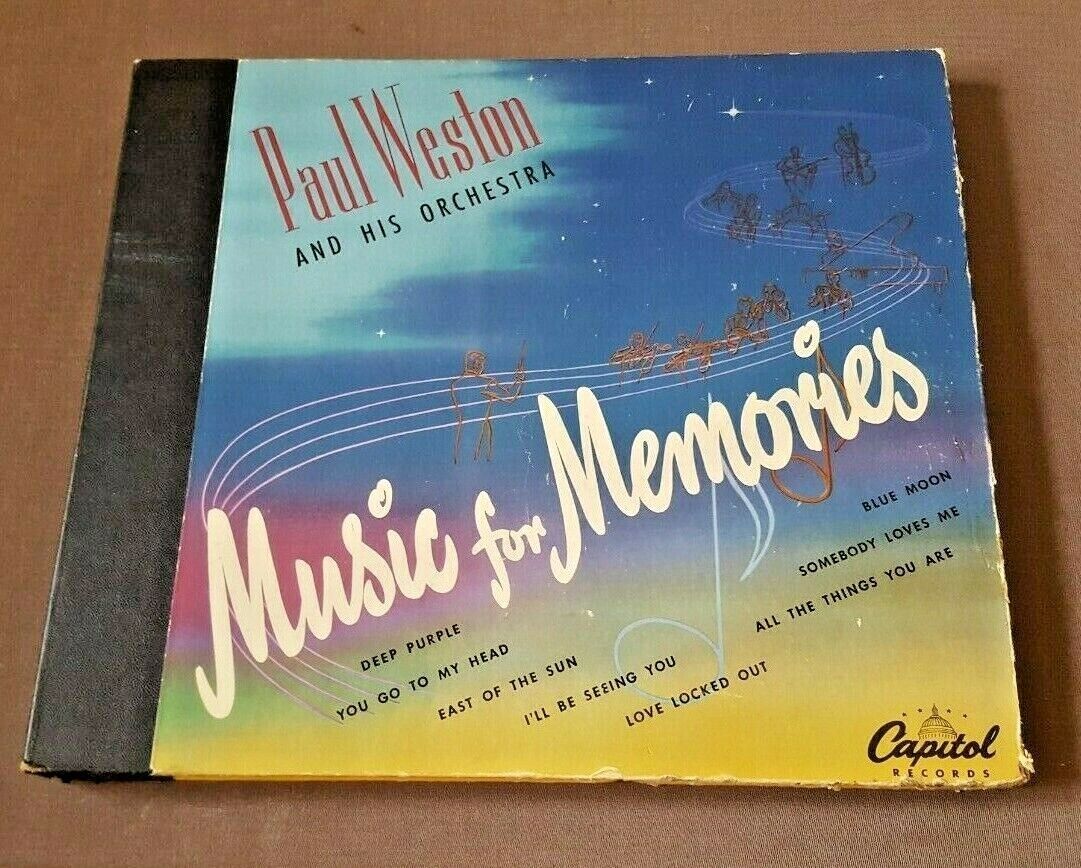 Paul Weston
AND HIS ORCHESTRA
Music for Memories
DEEP PURPLE
YOU GO TO MY HEAD
EAST OF THE SUN
I'LL BE SEEING YOU
LOVE LOCKED OUT
BLUE MOON
SOMEBODY LOVES ME
ALL THE THINGS YOU ARE
Capitol
RECORDS